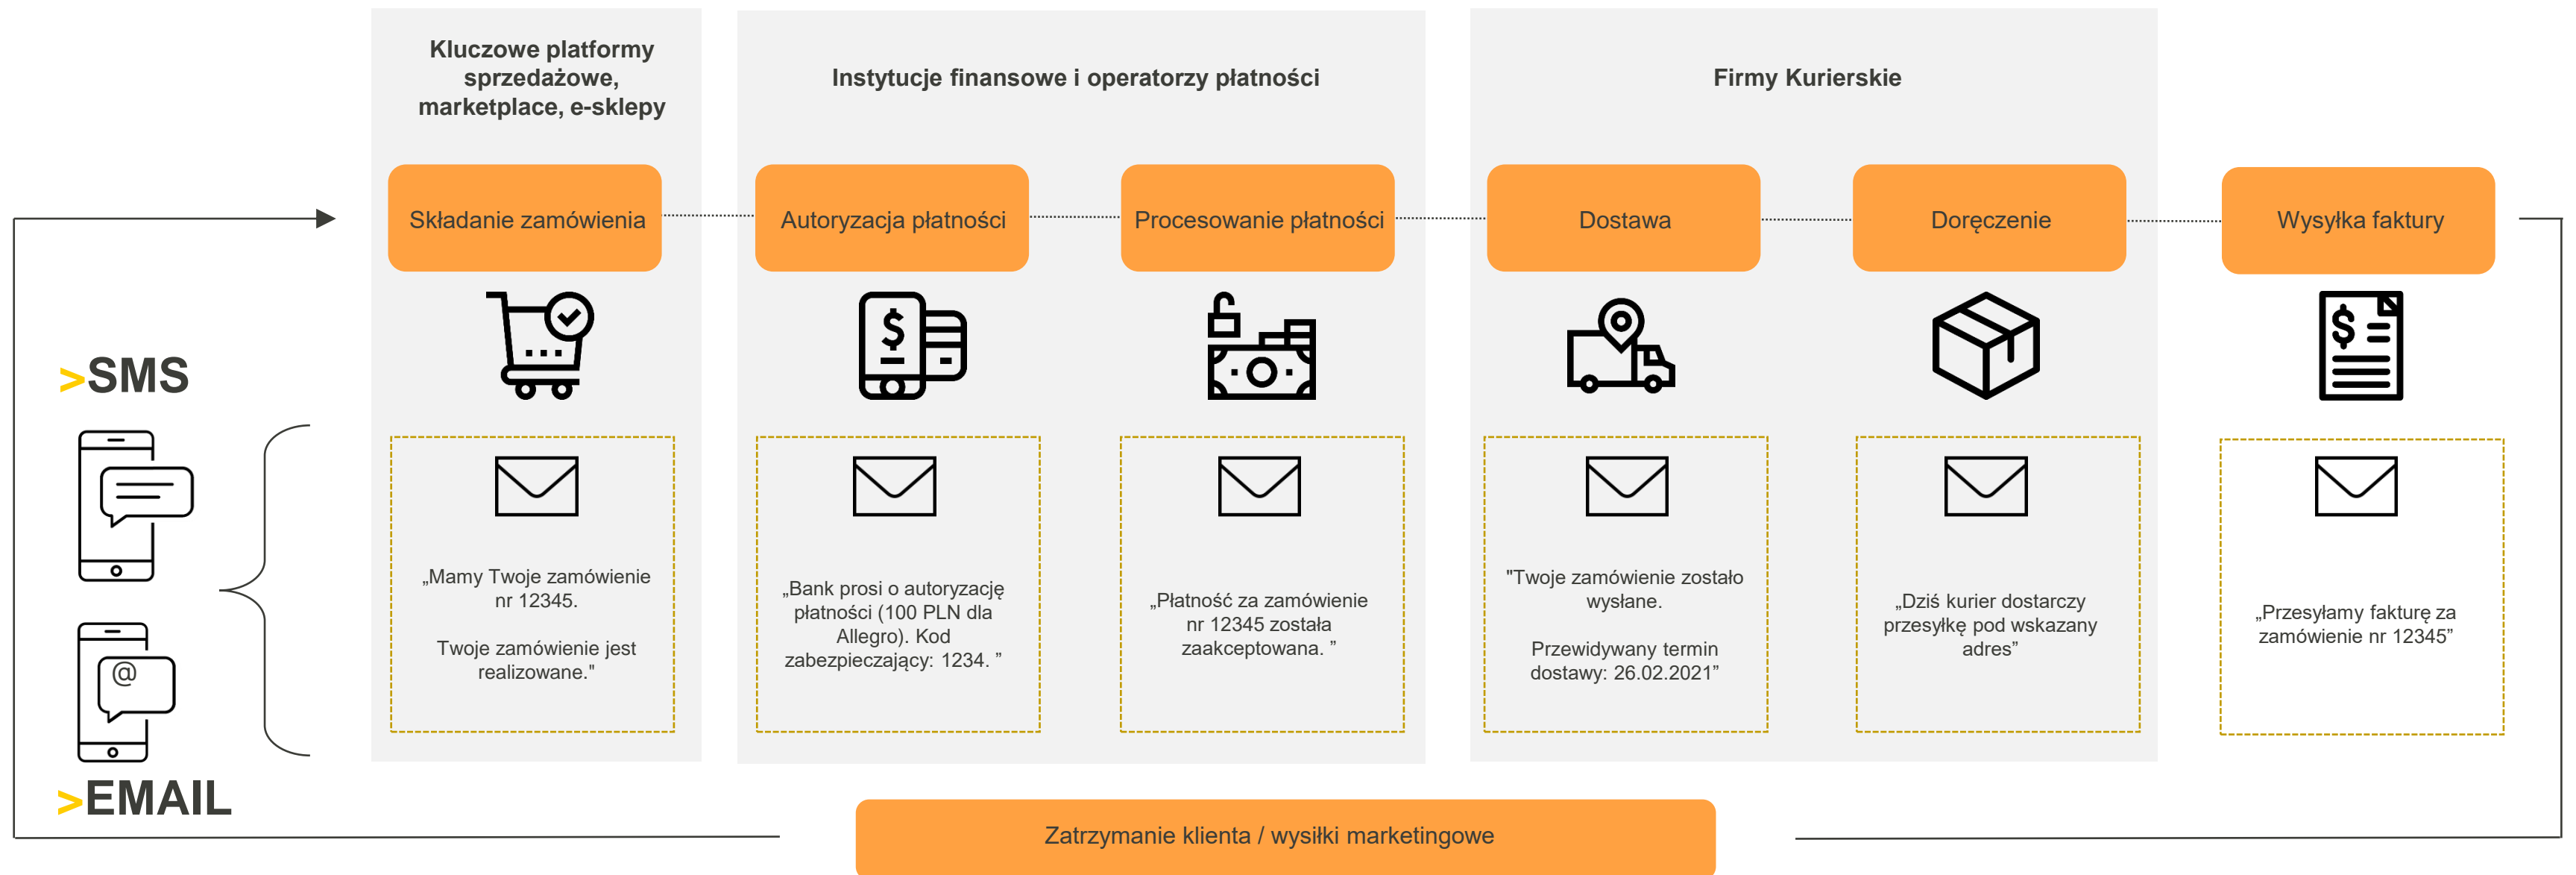 Kluczowe platformy
sprzedażowe,
marketplace, e-sklepy
Instytucje finansowe i operatorzy płatności
Firmy Kurierskie
Składanie zamówienia
Autoryzacja płatności
Procesowanie płatności
Dostawa
Doręczenie
Wysyłka faktury
>SMS
@
>EMAIL
„Mamy Twoje zamówienie
nr 12345.
Twoje zamówienie jest
realizowane."
„Bank prosi o autoryzację
płatności (100 PLN dla
Allegro). Kod
zabezpieczający: 1234. ”
„Płatność za zamówienie
nr 12345 została
zaakceptowana. ”
"Twoje zamówienie zostało
wysłane.
Przewidywany termin
dostawy: 26.02.2021”
„Dziś kurier dostarczy
przesyłkę pod wskazany
adres”
„Przesyłamy fakturę za
zamówienie nr 12345”
Zatrzymanie klienta / wysiłki marketingowe